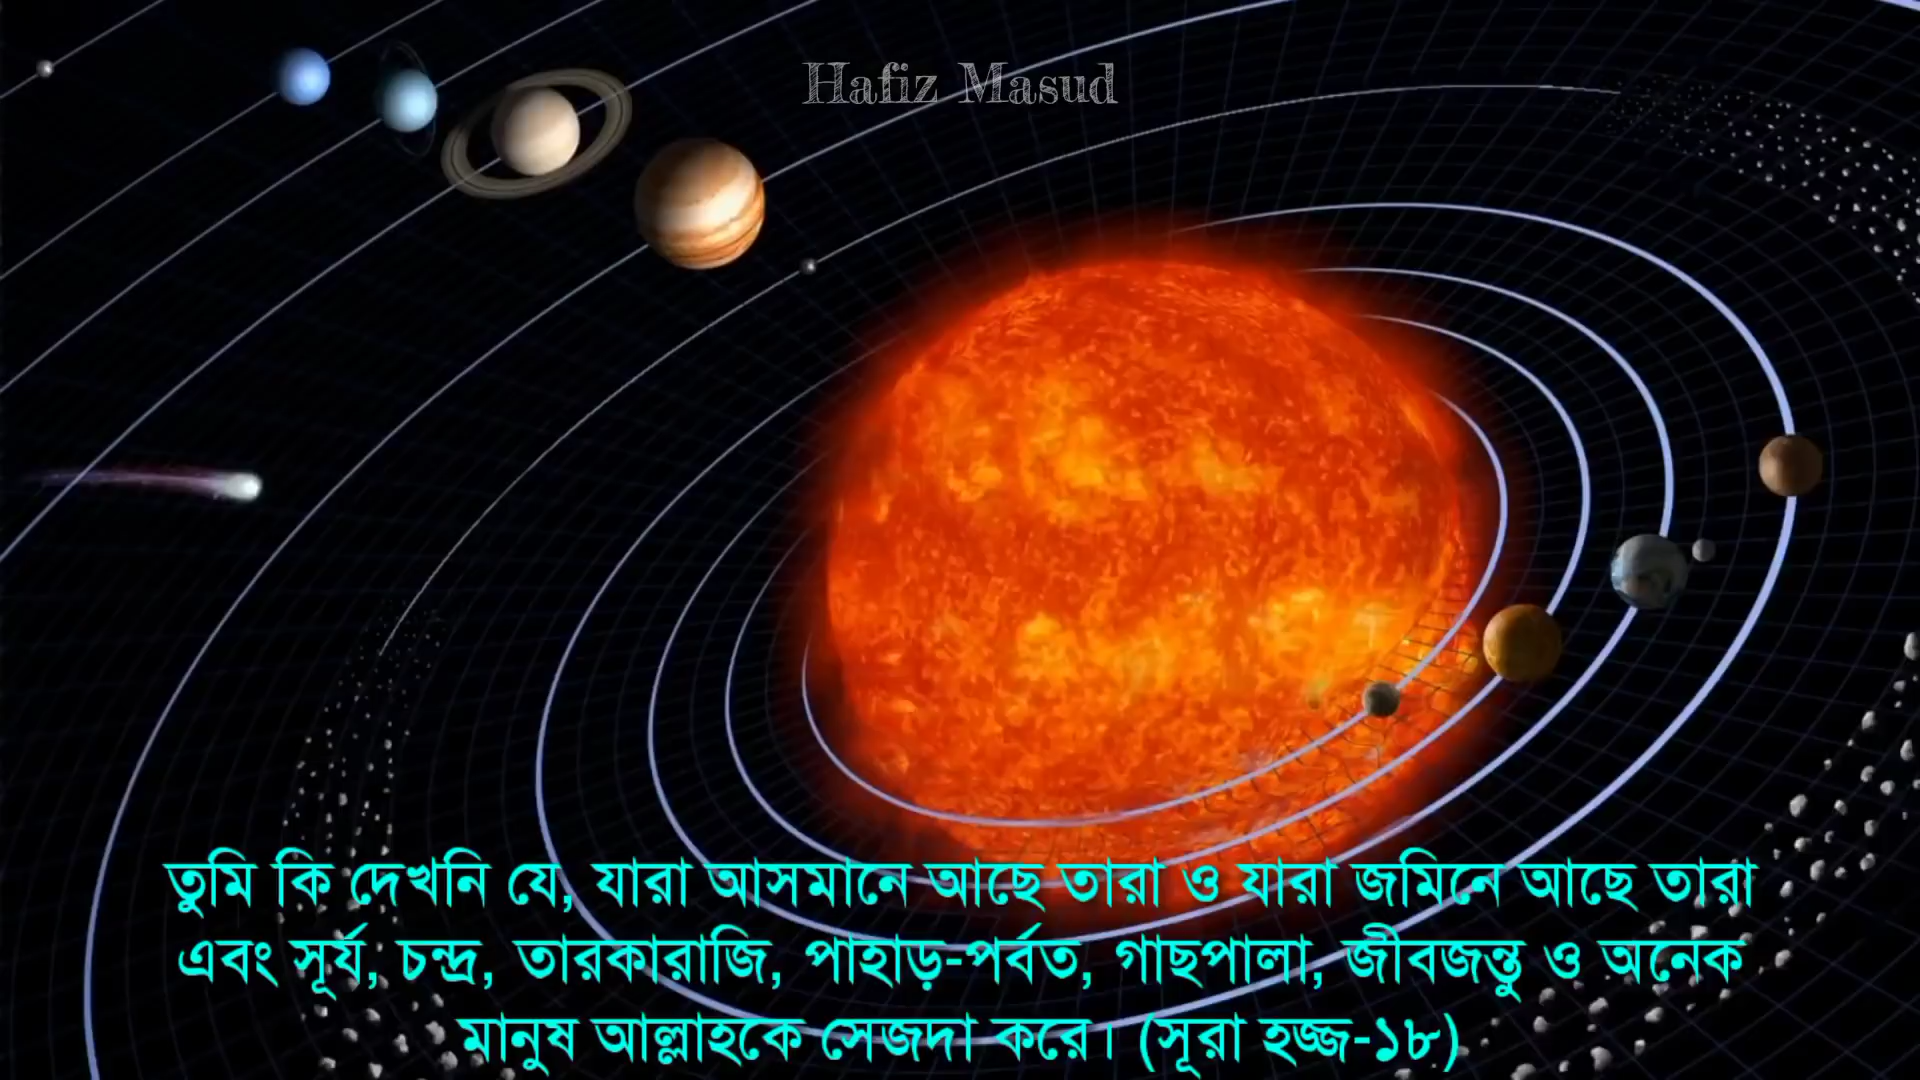 Hafiz Masud
তুমি কি দেখনি যে, যারা আসমানে আছে তারা ও যারা জমিনে আছে তারা
এবং সূর্য, চন্দ্র, তারকারাজি, পাহাড়-পর্বত, গাছপালা, জীবজন্তু ও অনেক
মানুষ আল্লাহকে সেজদা করে। (সূরা হজ্জ-১৮)